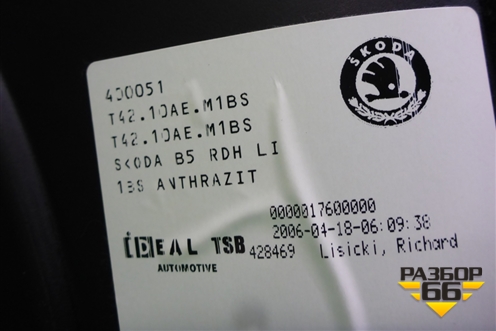 ŠKODA
400051
T42.10AE.M1BS
T42.10AE.M1BS
SKODA B5 RDH LI
1BS ANTHRAZIT
0000017600000
2006-04-18-06:09:38
iDEAL TSB 428469 Lisicki, Richard
AUTOMOTIVE
РАЗБОР
66